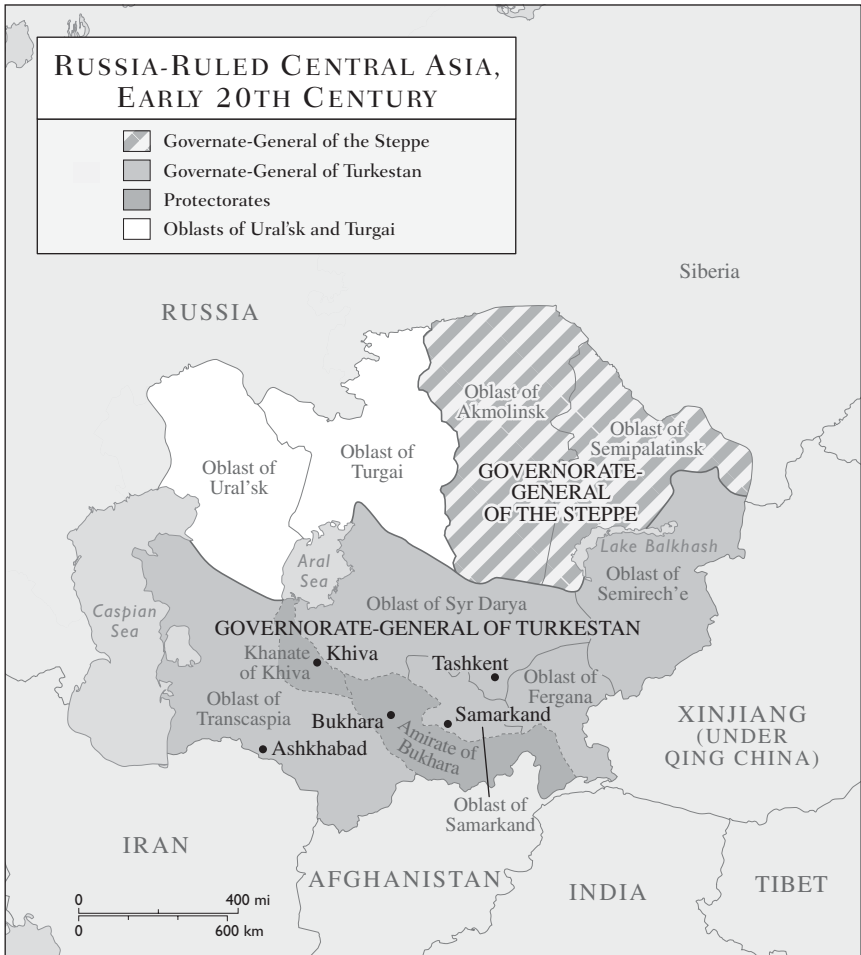 RUSSIA-RULED CENTRAL ASIA,
EARLY 20TH CENTURY
Governate-General of the Steppe
Governate-General of Turkestan
Protectorates
Oblasts of Ural'sk and Turgai
Siberia
RUSSIA
Oblast of
Akmolinsk
Oblast of
Semipalatinsk
Oblast of
Ural'sk
Oblast of
Turgai
GOVERNORATE-
GENERAL
OF THE STEPPE
Aral
Sea
Lake Balkhash
Oblast of
Semirech'e
Caspian
Sea
Oblast of Syr Darya
GOVERNORATE-GENERAL OF TURKESTAN
Khanate
of Khiva
Khiva
Tashkent
Oblast of
Fergana
Oblast of
Transcaspia
Bukhara
Samarkand
Amirate of
Bukhara
Ashkhabad
XINJIANG
(UNDER
QING CHINA)
Oblast of
Samarkand
IRAN
AFGHANISTAN
INDIA
TIBET
0 400 mi
0 600 km